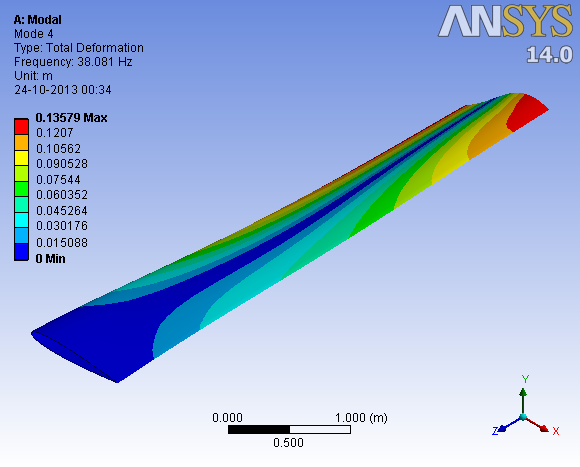 A: Modal
Mode 4
Type: Total Deformation
Frequency: 38.081 Hz
Unit: m
24-10-2013 00:34
ANSYS
14.0
0.13579 Max
0.1207
0.10562
0.090528
0.07544
0.060352
0.045264
0.030176
0.015088
0 Min
0.000 1.000 (m)
0.500
Y
Z X